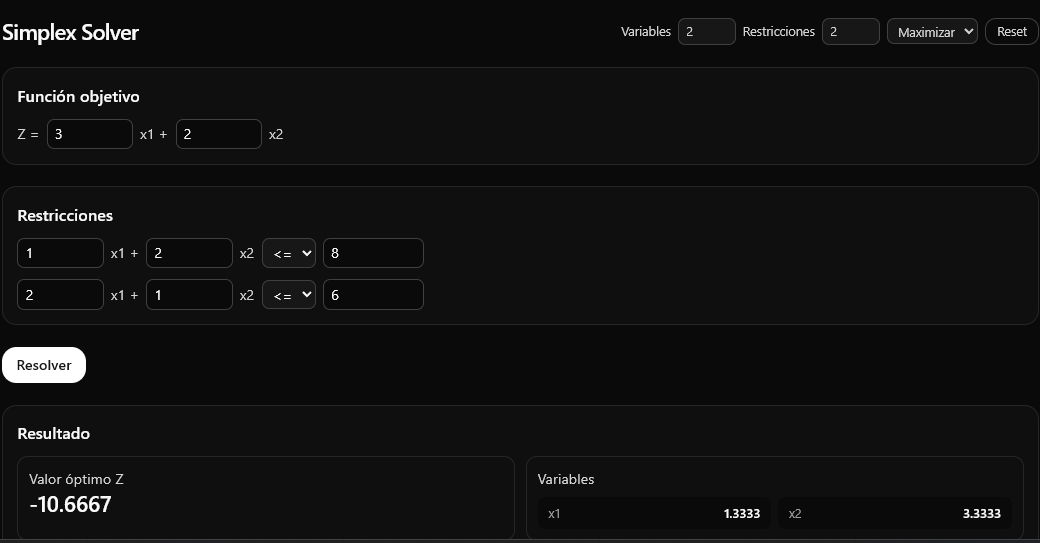 Simplex Solver Variables 2 Restricciones 2 Maximizar Reset
Función objetivo
Z = 3 x1 + 2 x2
Restricciones
1 x1 + 2 x2 <= 8
2 x1 + 1 x2 <= 6
Resolver
Resultado
Valor óptimo Z
-10.6667
Variables
x1 1.3333 x2 3.3333